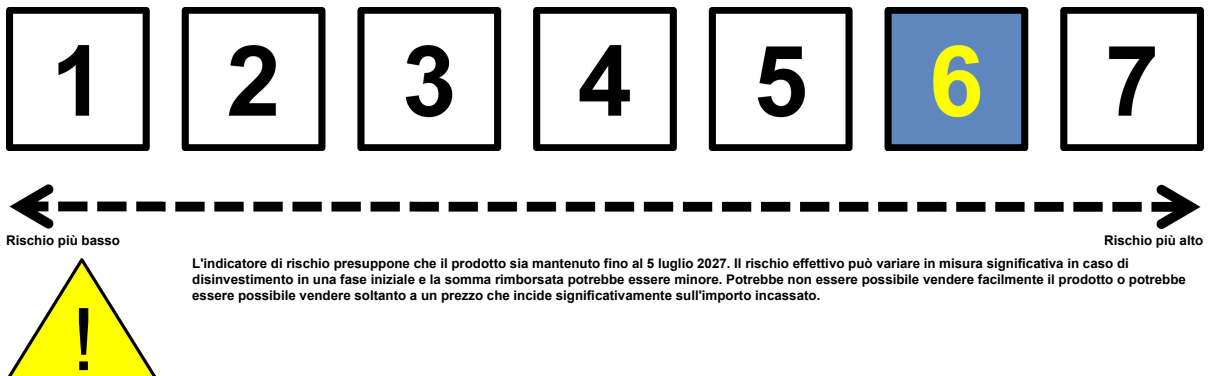 1 2 3 4 5 6 7
Rischio più basso Rischio più alto
L'indicatore di rischio presuppone che il prodotto sia mantenuto fino al 5 luglio 2027. Il rischio effettivo può variare in misura significativa in caso di
disinvestimento in una fase iniziale e la somma rimborsata potrebbe essere minore. Potrebbe non essere possibile vendere facilmente il prodotto o potrebbe
essere possibile vendere soltanto a un prezzo che incide significativamente sull'importo incassato.
!